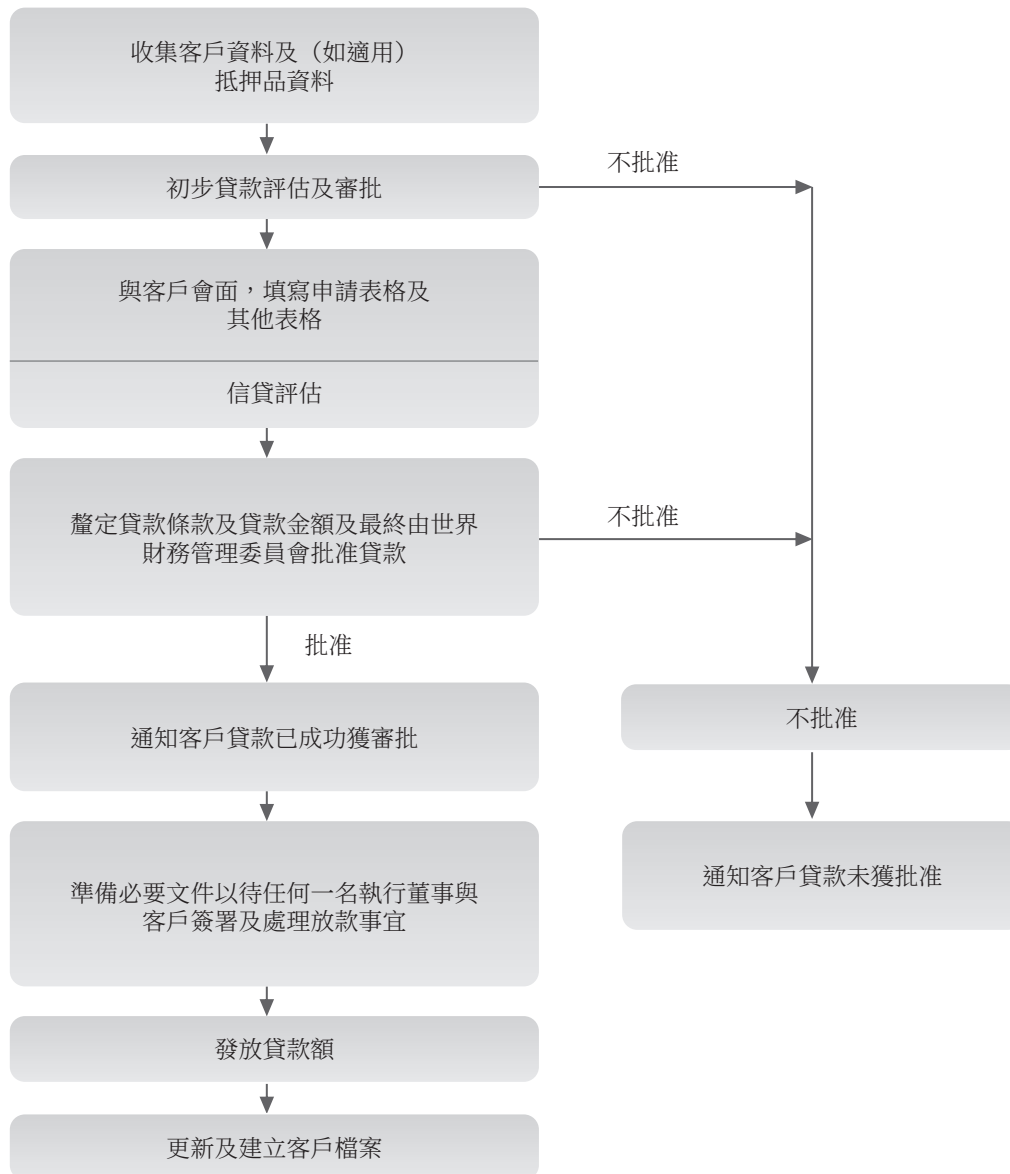 收集客戶資料及（如適用）
抵押品資料
初步貸款評估及審批
不批准
與客戶會面，填寫申請表格及
其他表格
信貸評估
釐定貸款條款及貸款金額及最終由世界
財務管理委員會批准貸款
不批准
批准
通知客戶貸款已成功獲審批
不批准
準備必要文件以待任何一名執行董事與
客戶簽署及處理放款事宜
通知客戶貸款未獲批准
發放貸款額
更新及建立客戶檔案